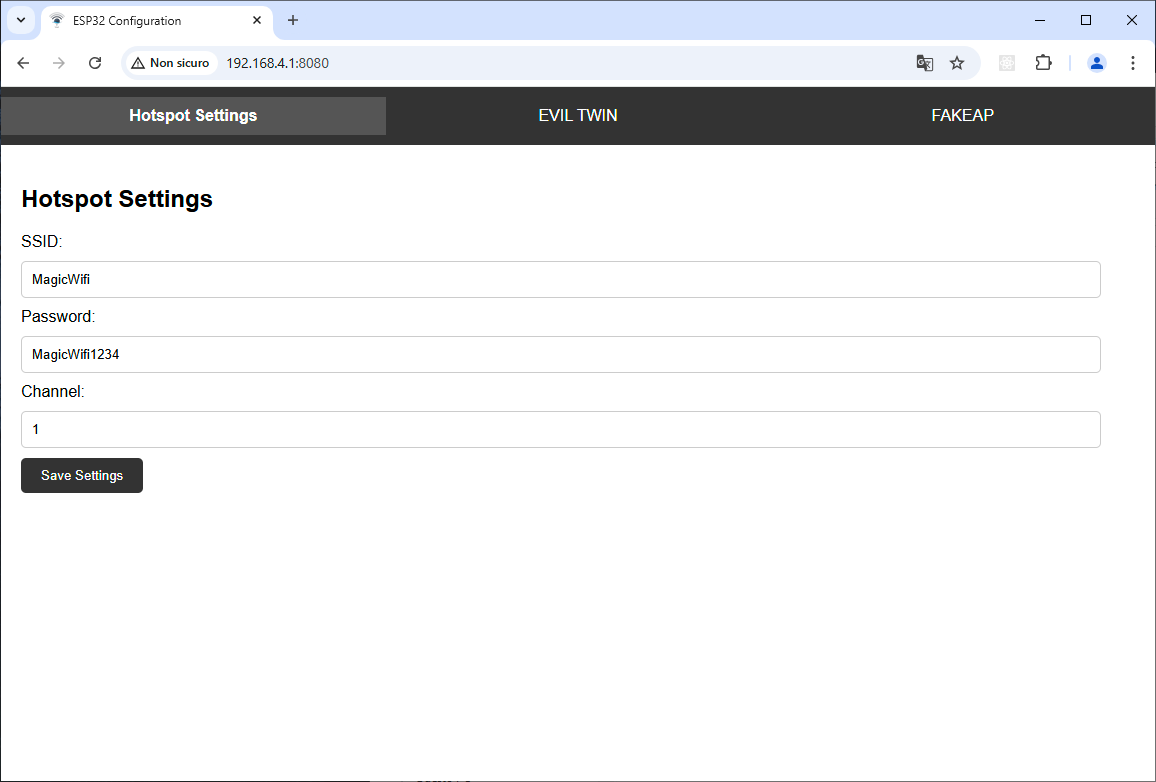 ESP32 Configuration
Non sicuro 192.168.4.1:8080
Hotspot Settings EVIL TWIN FAKEAP
Hotspot Settings
SSID:
MagicWifi
Password:
MagicWifi1234
Channel:
1
Save Settings